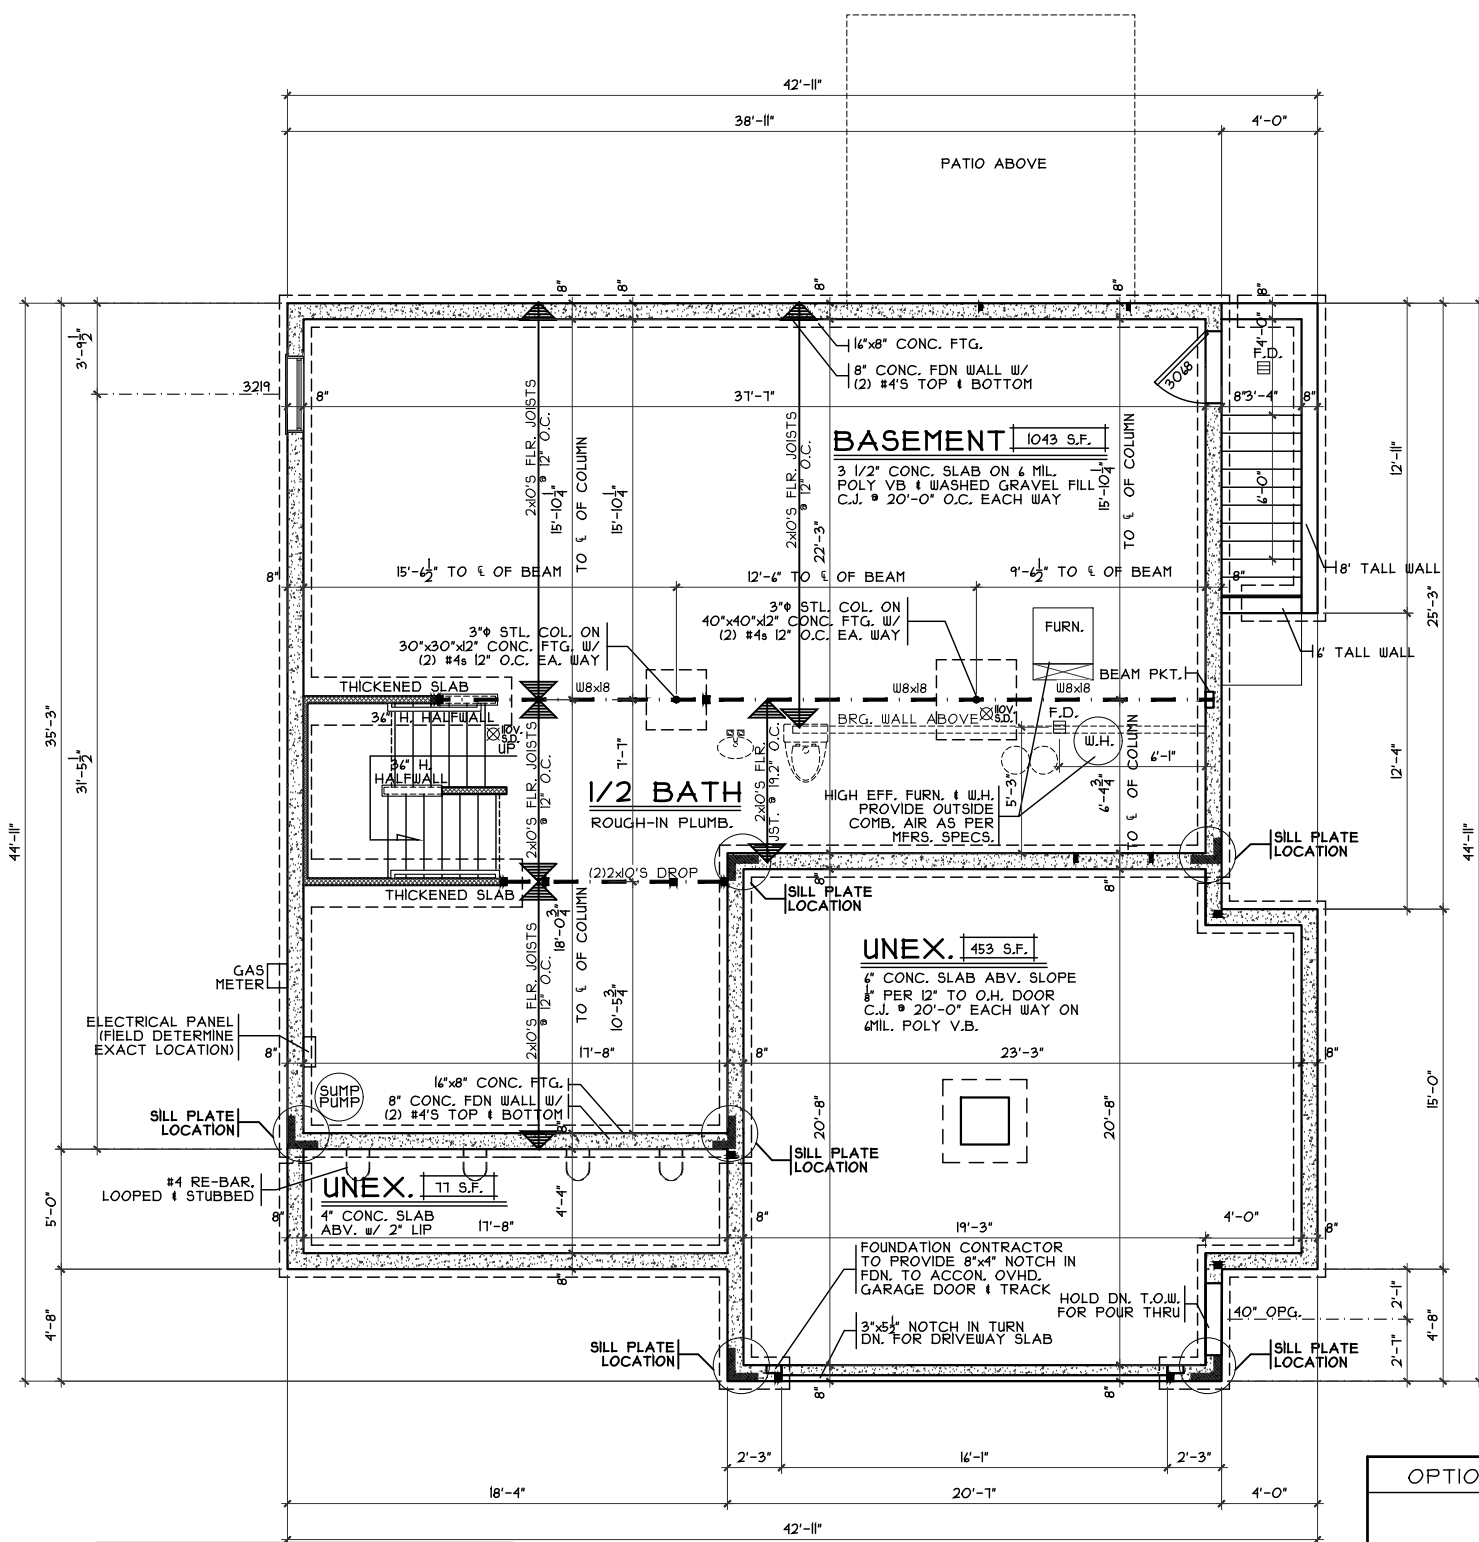 42'-11"
38'-11"
4'-0"
PATIO ABOVE
8"
8"
8"
8"
3'-9 1/2"
3219
8"
16"x8" CONC. FTG.
8" CONC. FDN WALL W/
(2) #4'S TOP & BOTTOM
3068
4'-0"
F.D.
37'-7"
8"
3'-4"
8"
2x10'S FLR. JOISTS
@ 12" O.C.
15'-10 1/4"
TO ℄ OF COLUMN
15'-10 1/4"
2x10'S FLR. JOISTS
@ 12" O.C.
22'-3"
BASEMENT
1043 S.F.
3 1/2" CONC. SLAB ON 6 MIL.
POLY VB & WASHED GRAVEL FILL
C.J. @ 20'-0" O.C. EACH WAY
15'-10 1/4"
TO ℄ OF COLUMN
6'-0"
12'-11"
8"
15'-6 1/2" TO ℄ OF BEAM
12'-6" TO ℄ OF BEAM
9'-6 1/2" TO ℄ OF BEAM
8"
8' TALL WALL
25'-3"
3"ϕ STL. COL. ON
30"x30"x12" CONC. FTG. W/
(2) #4s 12" O.C. EA. WAY
3"ϕ STL. COL. ON
40"x40"x12" CONC. FTG. W/
(2) #4s 12" O.C. EA. WAY
FURN.
6' TALL WALL
BEAM PKT.
THICKENED SLAB
W8x18
W8x18
W8x18
36" H. HALFWALL
110V.
S.D.
UP
36" H.
HALFWALL
BRG. WALL ABOVE
110V.
S.D.
F.D.
W.H.
6'-1"
35'-3"
31'-5 1/2"
44'-11"
2x10'S FLR. JOISTS
@ 12" O.C.
7'-7"
1/2 BATH
ROUGH-IN PLUMB.
2x10'S FLR.
JST. @ 19.2" O.C.
HIGH EFF. FURN. & W.H.
PROVIDE OUTSIDE
COMB. AIR AS PER
MFRS. SPECS.
5'-3"
6'-4 3/4"
TO ℄ OF COLUMN
12'-4"
44'-11"
SILL PLATE
LOCATION
(2)2x10'S DROP
THICKENED SLAB
8"
8"
SILL PLATE
LOCATION
18'-0 3/4"
TO ℄ OF COLUMN
2x10'S FLR. JOISTS
@ 12" O.C.
10'-5 3/4"
UNEX.
453 S.F.
6" CONC. SLAB ABV. SLOPE
1/8" PER 12" TO O.H. DOOR
C.J. @ 20'-0" EACH WAY ON
6MIL. POLY V.B.
GAS
METER
ELECTRICAL PANEL
(FIELD DETERMINE
EXACT LOCATION)
8"
17'-8"
8"
23'-3"
8"
SUMP
PUMP
16"x8" CONC. FTG.
8" CONC. FDN WALL W/
(2) #4'S TOP & BOTTOM
8"
20'-8"
20'-8"
15'-0"
SILL PLATE
LOCATION
SILL PLATE
LOCATION
#4 RE-BAR.
LOOPED & STUBBED
UNEX.
77 S.F.
4" CONC. SLAB
ABV. w/ 2" LIP
5'-0"
8"
17'-8"
4'-4"
8"
19'-3"
4'-0"
8"
8"
FOUNDATION CONTRACTOR
TO PROVIDE 8"x4" NOTCH IN
FDN. TO ACCON. OVHD.
GARAGE DOOR & TRACK
HOLD DN. T.O.W.
FOR POUR THRU
40" OPG.
2'-1"
4'-8"
4'-8"
3"x5 1/2" NOTCH IN TURN
DN. FOR DRIVEWAY SLAB
SILL PLATE
LOCATION
SILL PLATE
LOCATION
2'-7"
8"
8"
2'-3"
16'-1"
2'-3"
18'-4"
20'-7"
4'-0"
42'-11"
OPTIO